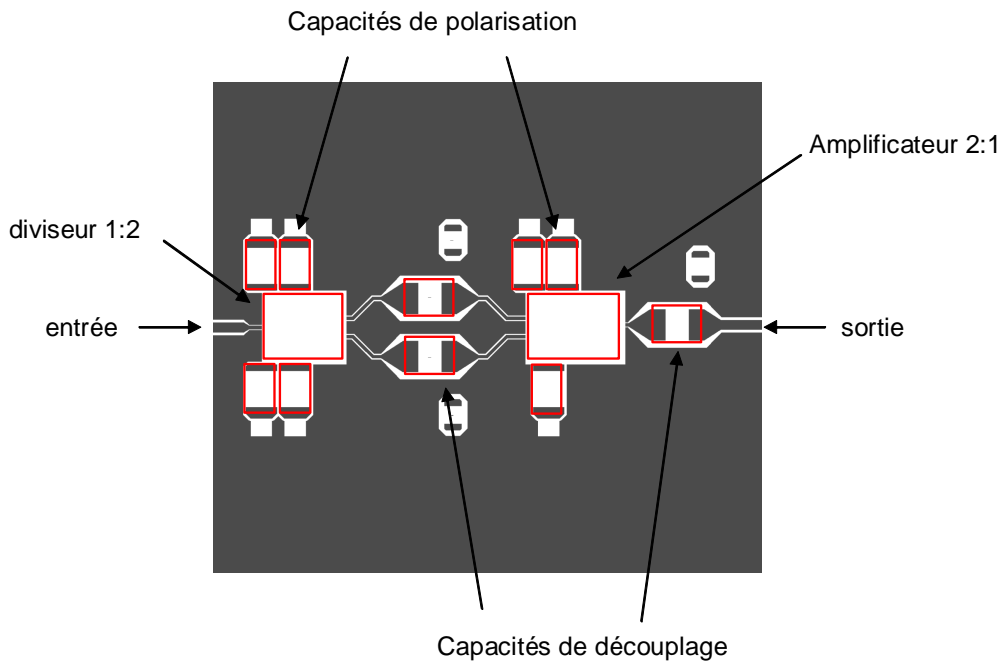 Capacités de polarisation
Amplificateur 2:1
diviseur 1:2
entrée
sortie
Capacités de découplage